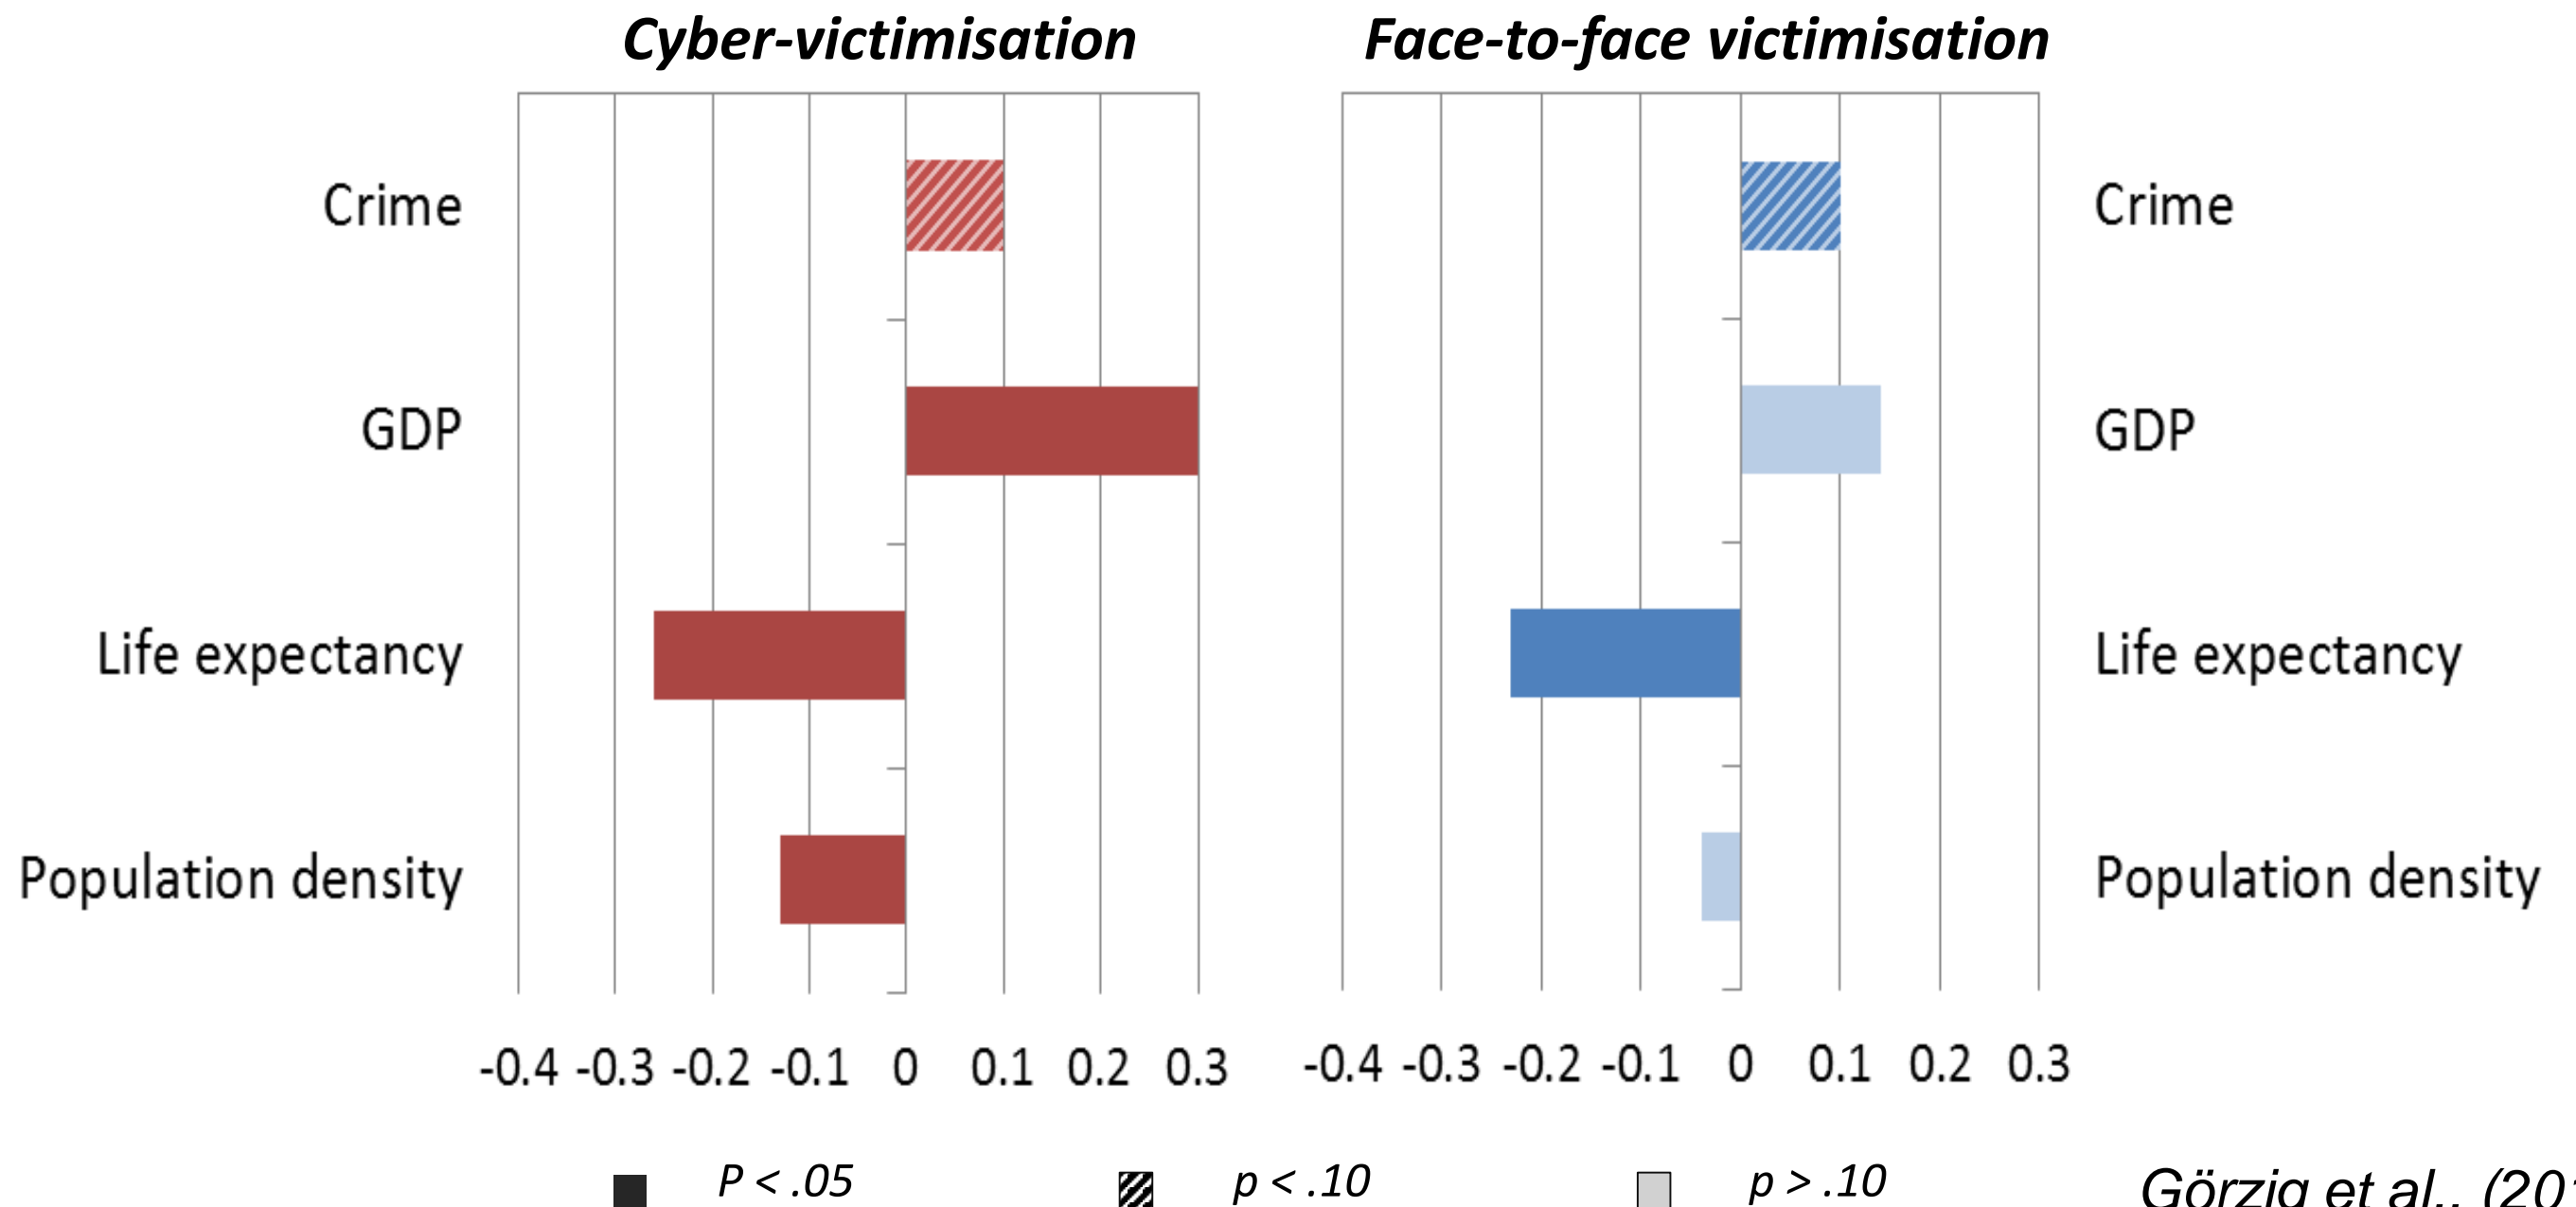 Cyber-victimisation
Face-to-face victimisation
Crime
GDP
Life expectancy
Population density
Crime
GDP
Life expectancy
Population density
-0.4 -0.3 -0.2 -0.1 0 0.1 0.2 0.3
-0.4 -0.3 -0.2 -0.1 0 0.1 0.2 0.3
P < .05
p < .10
p > .10
Görzig et al., (20